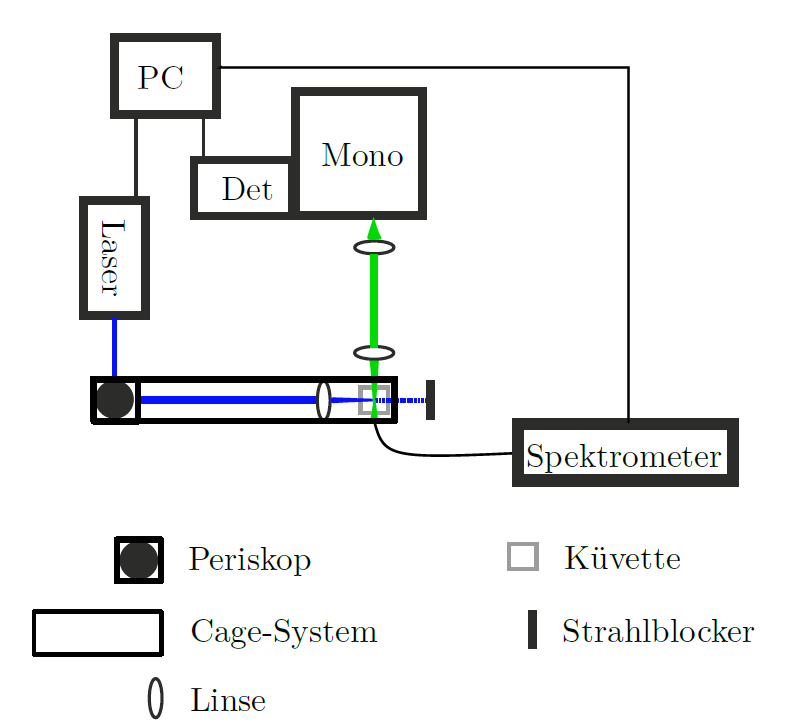 PC
Mono
Det
Laser
Spektrometer
Periskop
Küvette
Cage-System
Strahlblocker
Linse